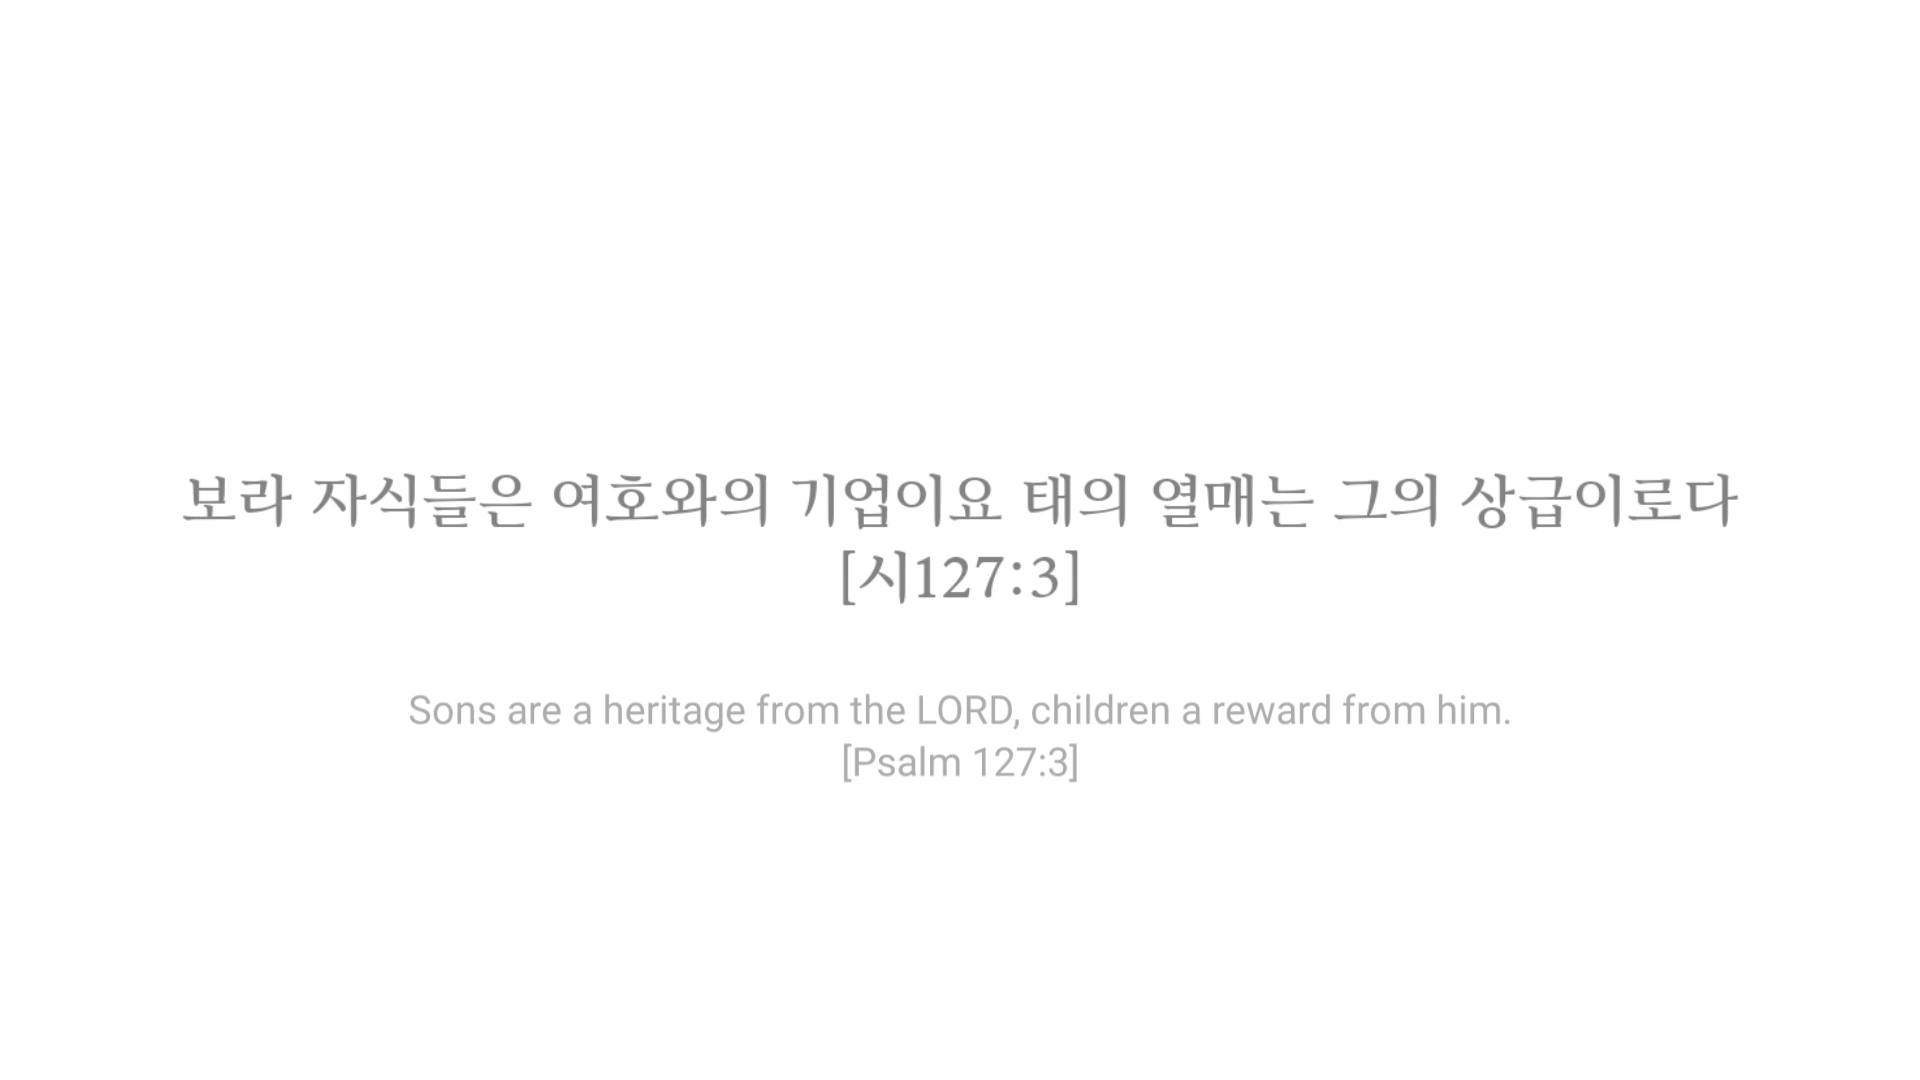 보라 자식들은 여호와의 기업이요 태의 열매는 그의 상급이로다
[시127:3]
Sons are a heritage from the LORD, children a reward from him.
[Psalm 127:3]